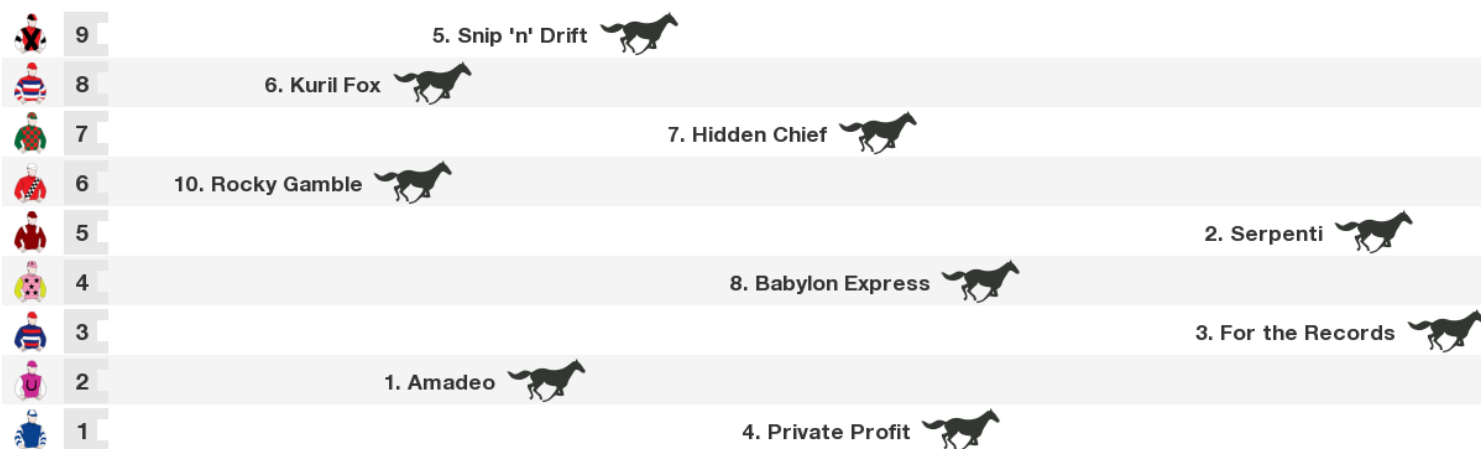 9 5. Snip 'n' Drift
8 6. Kuril Fox
7 7. Hidden Chief
6 10. Rocky Gamble
5 2. Serpenti
4 8. Babylon Express
3 3. For the Records
2 1. Amadeo
U
1 4. Private Profit